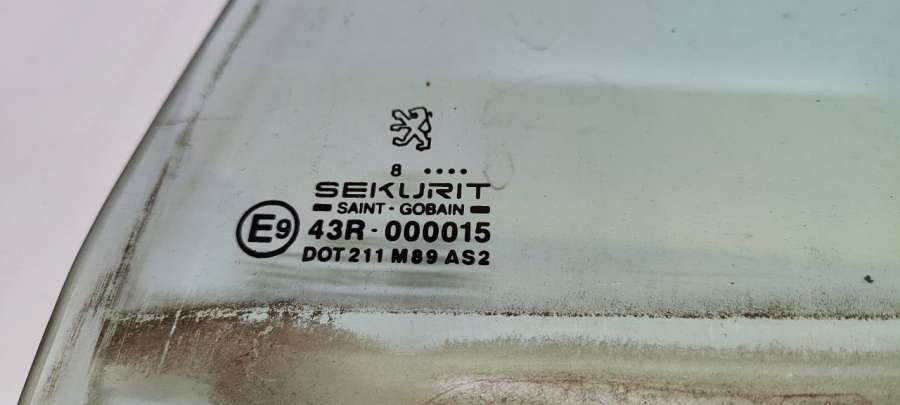 8 ····
SEKURIT
SAINT - GOBAIN
E9 43R - 000015
DOT 211 M89 AS2